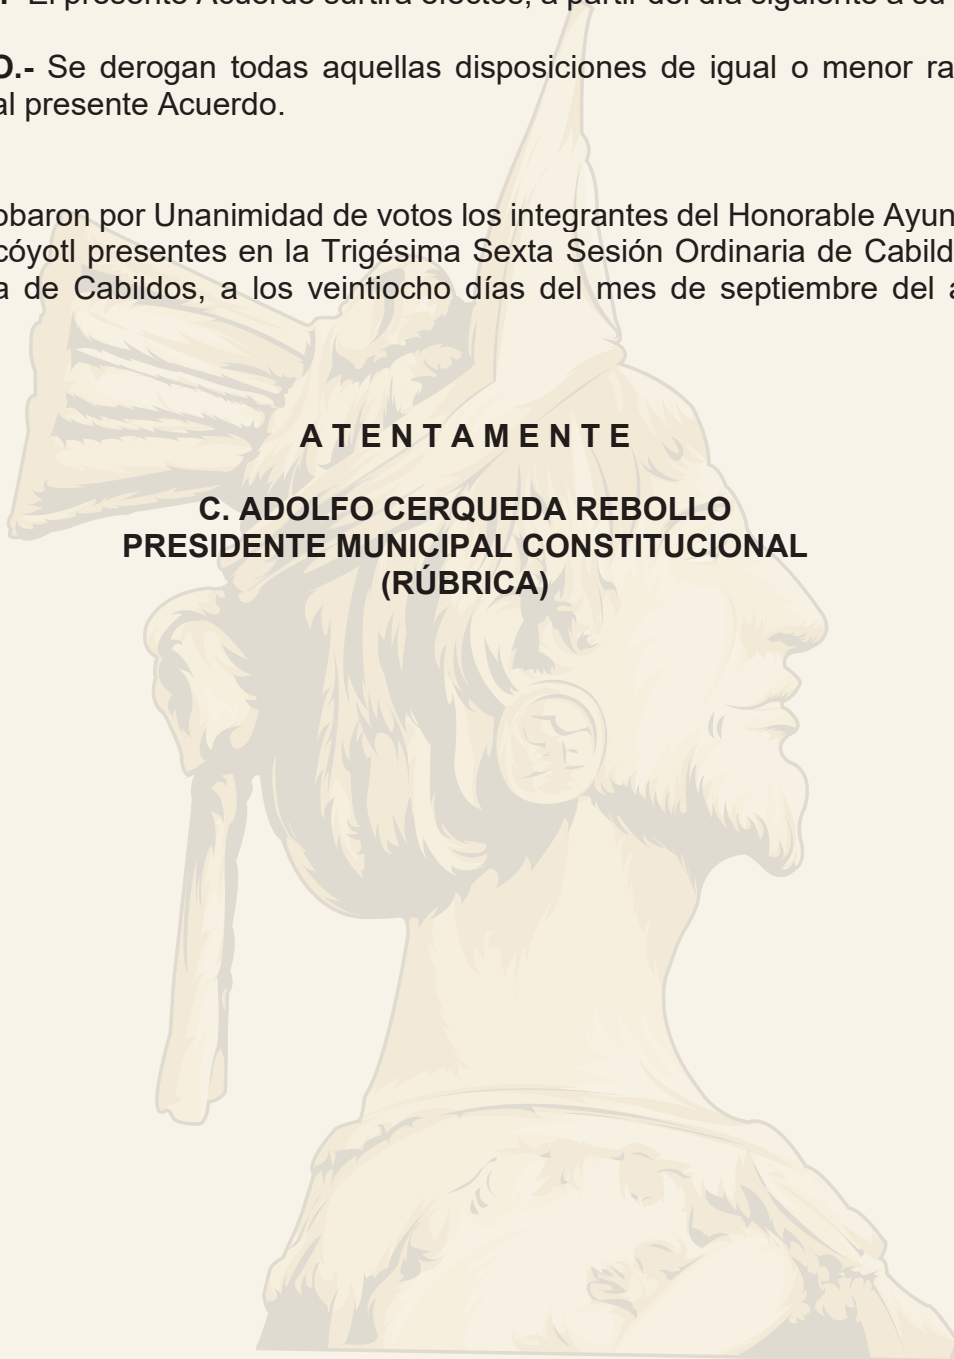 El presente Acuerdo surtirá efectos, a partir del día siguiente a su
O.- Se derogan todas aquellas disposiciones de igual o menor ra
al presente Acuerdo.
obaron por Unanimidad de votos los integrantes del Honorable Ayun
cóyotl presentes en la Trigésima Sexta Sesión Ordinaria de Cabild
a de Cabildos, a los veintiocho días del mes de septiembre del a
A T E N T A M E N T E
C. ADOLFO CERQUEDA REBOLLO
PRESIDENTE MUNICIPAL CONSTITUCIONAL
(RÚBRICA)